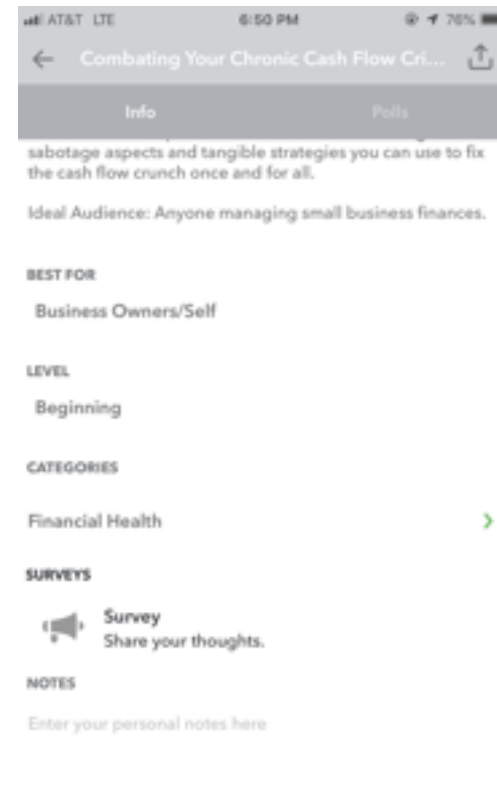 AT&T LTE 6:50 PM 76%
Combating Your Chronic Cash Flow Cri...
Info Polls
sabotage aspects and tangible strategies you can use to fix
the cash flow crunch once and for all.
Ideal Audience: Anyone managing small business finances.
BEST FOR
Business Owners/Self
LEVEL
Beginning
CATEGORIES
Financial Health
SURVEYS
Survey
Share your thoughts.
NOTES
Enter your personal notes here